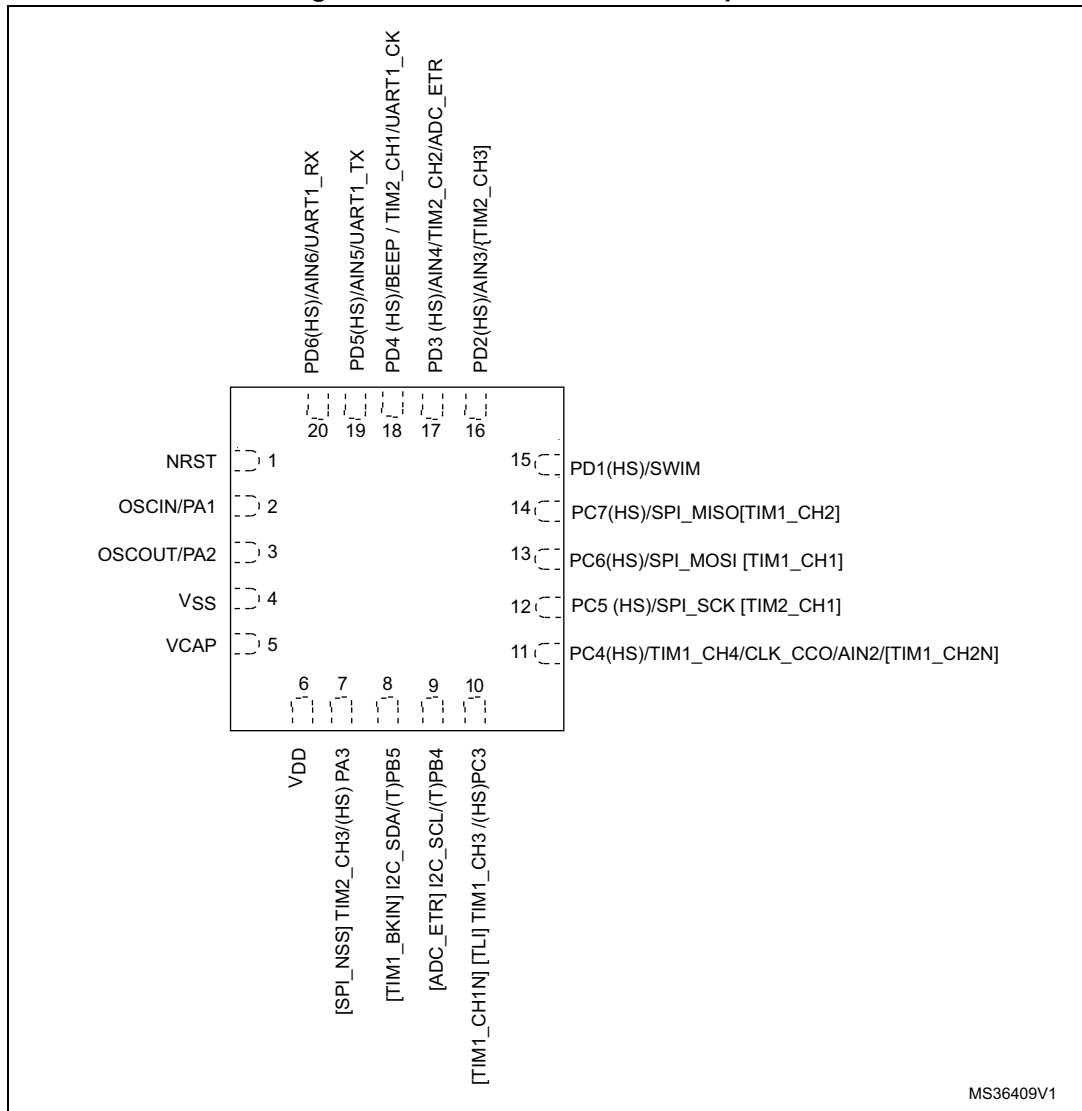 PD6(HS)/AIN6/UART1_RX
PD5(HS)/AIN5/UART1_TX
PD4 (HS)/BEEP / TIM2_CH1/UART1_CK
PD3 (HS)/AIN4/TIM2_CH2/ADC_ETR
PD2(HS)/AIN3/{TIM2_CH3]
20 19 18 17 16
NRST 1
OSCIN/PA1 2
OSCOUT/PA2 3
VSS 4
VCAP 5
15 PD1(HS)/SWIM
14 PC7(HS)/SPI_MISO[TIM1_CH2]
13 PC6(HS)/SPI_MOSI [TIM1_CH1]
12 PC5 (HS)/SPI_SCK [TIM2_CH1]
11 PC4(HS)/TIM1_CH4/CLK_CCO/AIN2/[TIM1_CH2N]
6 7 8 9 10
VDD
[SPI_NSS] TIM2_CH3/(HS) PA3
[TIM1_BKIN] I2C_SDA/(T)PB5
[ADC_ETR] I2C_SCL/(T)PB4
[TIM1_CH1N] [TLI] TIM1_CH3 /(HS)PC3
MS36409V1